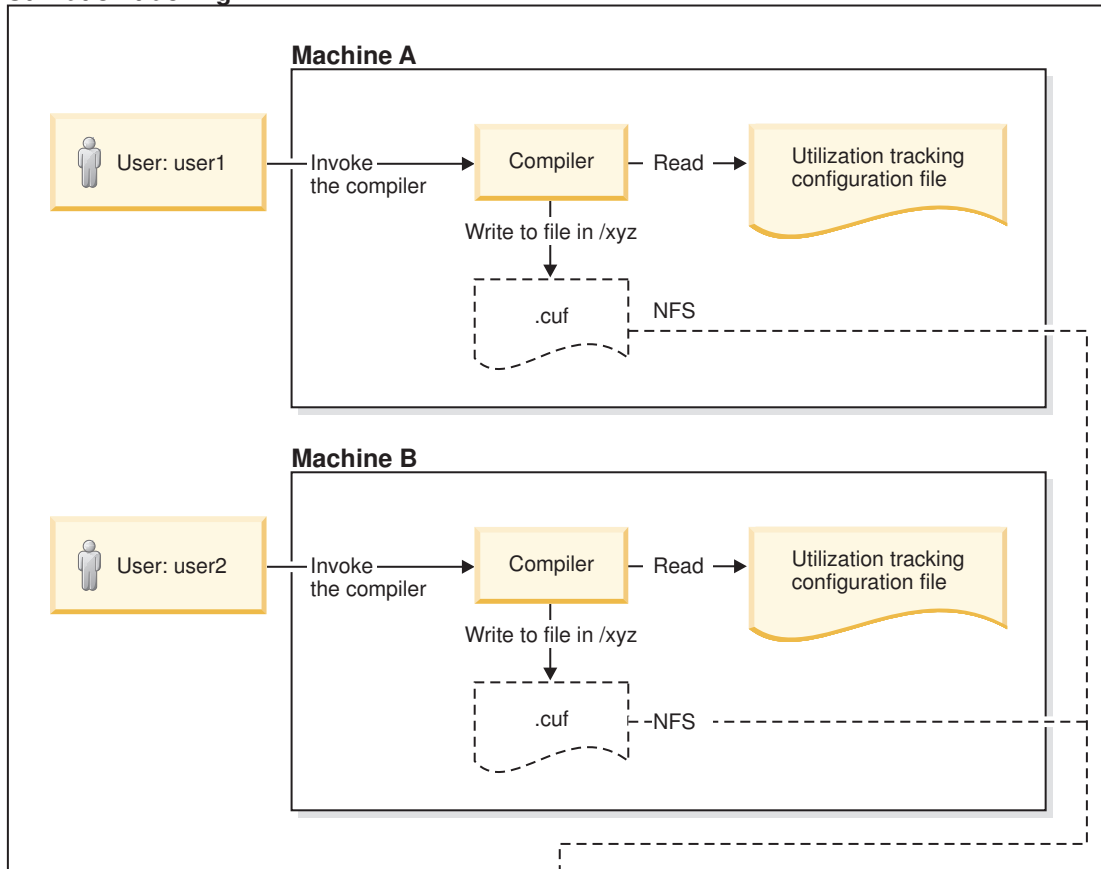 Machine A
User: user1
Invoke
the compiler
Compiler
Read
Utilization tracking
configuration file
Write to file in /xyz
.cuf
NFS
Machine B
User: user2
Invoke
the compiler
Compiler
Read
Utilization tracking
configuration file
Write to file in /xyz
.cuf
NFS